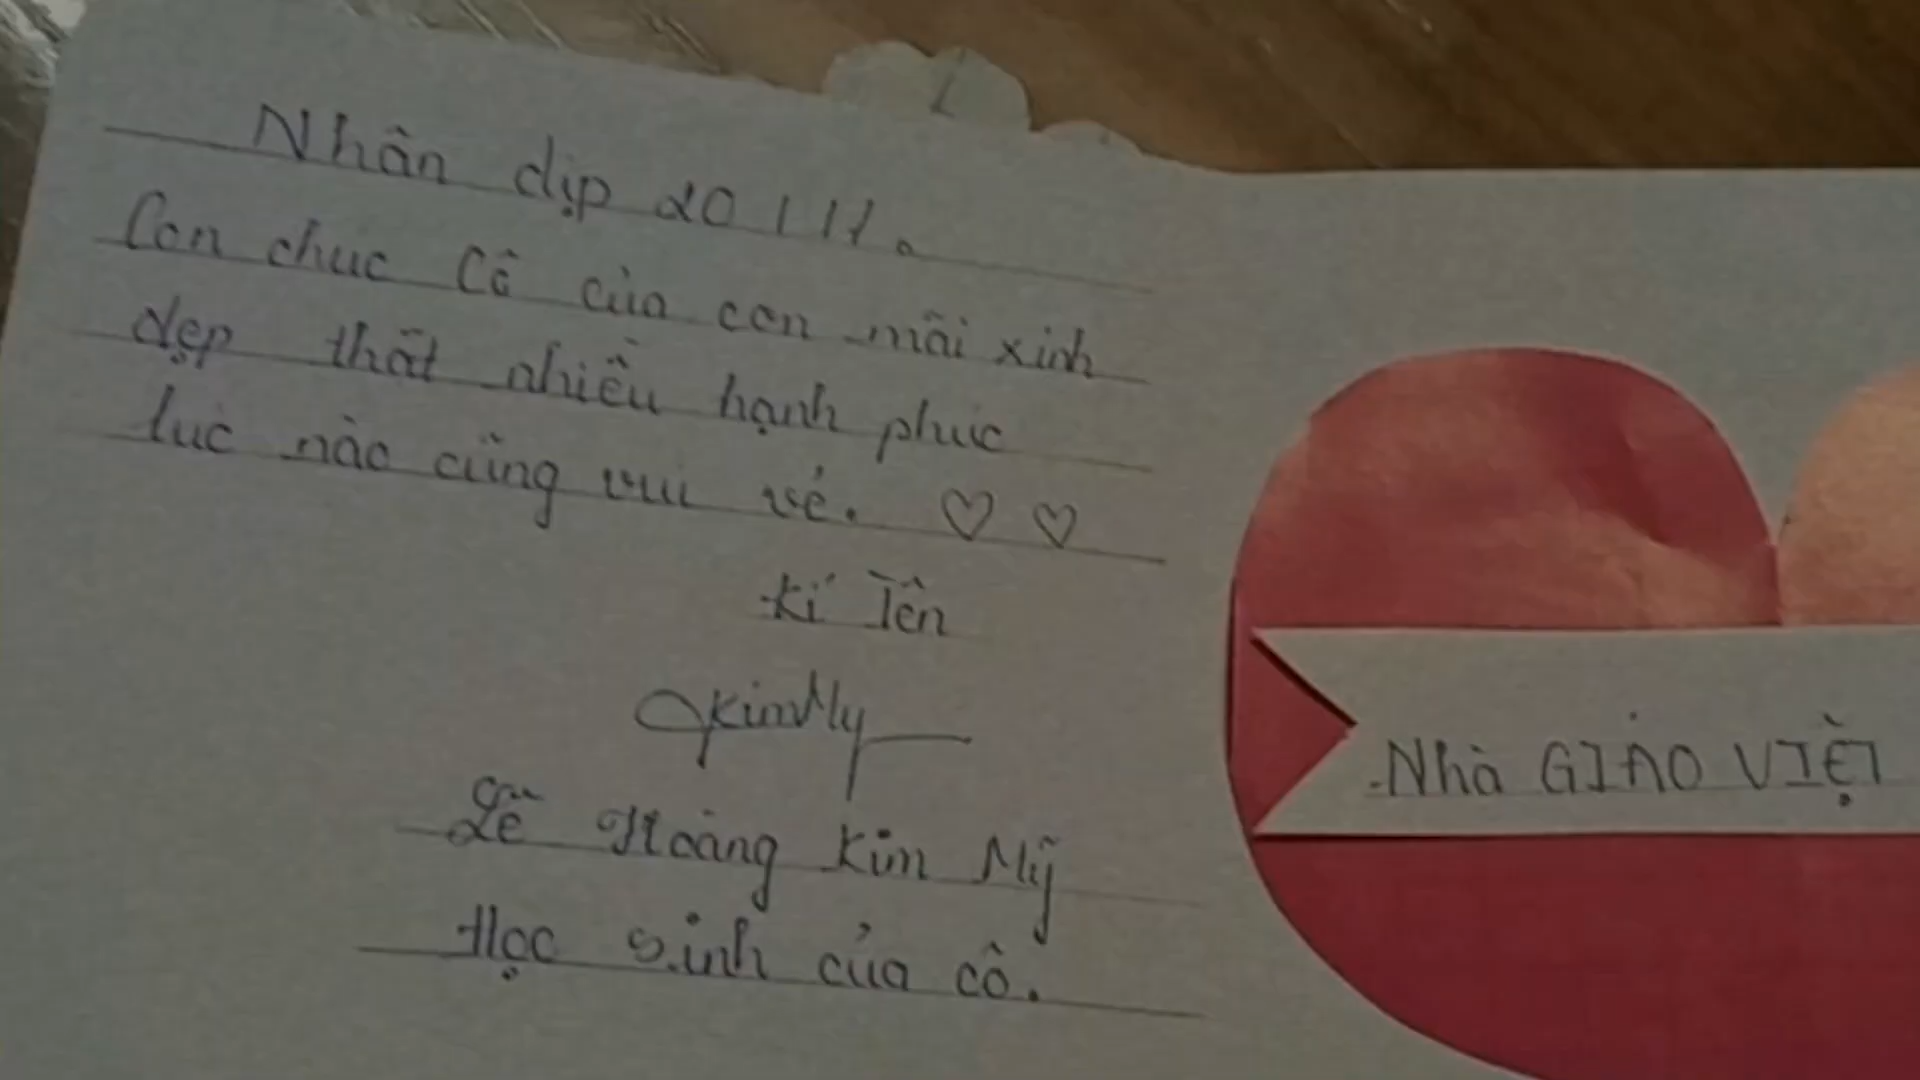 Nhân dịp 20/11.
Con chúc Cô của con mãi xinh
đẹp thất nhiều hạnh phúc
lúc nào cũng vui vẻ. ♡ ♡
Kí Tên
KimMy
Lê Hoàng Kim Mỹ
Học sinh của cô.
Nhà GIÁO VIỆT